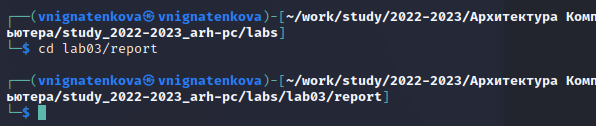 ┌──(vnignatenkova㉿vnignatenkova)-[~/work/study/2022-2023/Архитектура Комп
ьютера/study_2022-2023_arh-pc/labs]
└─$ cd lab03/report
┌──(vnignatenkova㉿vnignatenkova)-[~/work/study/2022-2023/Архитектура Комп
ьютера/study_2022-2023_arh-pc/labs/lab03/report]
└─$